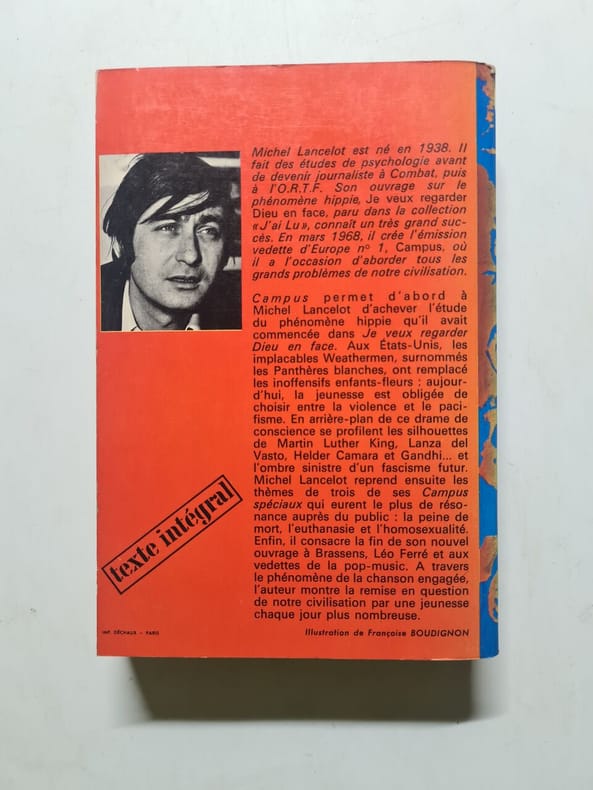 Michel Lancelot est né en 1938. Il
fait des études de psychologie avant
de devenir journaliste à Combat, puis
à l'O.R.T.F. Son ouvrage sur le
phénomène hippie, Je veux regarder
Dieu en face, paru dans la collection
« J'ai Lu », connaît un très grand suc-
cès. En mars 1968, il crée l'émission
vedette d'Europe nº 1, Campus, où
il a l'occasion d'aborder tous les
grands problèmes de notre civilisation.
Campus permet d'abord à
Michel Lancelot d'achever l'étude
du phénomène hippie qu'il avait
commencée dans Je veux regarder
Dieu en face. Aux États-Unis, les
implacables Weathermen, surnommés
les Panthères blanches, ont remplacé
les inoffensifs enfants-fleurs : aujour-
d'hui, la jeunesse est obligée de
choisir entre la violence et le paci-
fisme. En arrière-plan de ce drame de
conscience se profilent les silhouettes
de Martin Luther King, Lanza del
Vasto, Helder Camara et Gandhi... et
l'ombre sinistre d'un fascisme futur.
Michel Lancelot reprend ensuite les
thèmes de trois de ses Campus
spéciaux qui eurent le plus de réso-
nance auprès du public : la peine de
mort, l'euthanasie et l'homosexualité.
Enfin, il consacre la fin de son nouvel
ouvrage à Brassens, Léo Ferré et aux
vedettes de la pop-music. A travers
le phénomène de la chanson engagée,
l'auteur montre la remise en question
de notre civilisation par une jeunesse
chaque jour plus nombreuse.
texte intégral
IMP. DÉCHAUX - PARIS
Illustration de Françoise BOUDIGNON